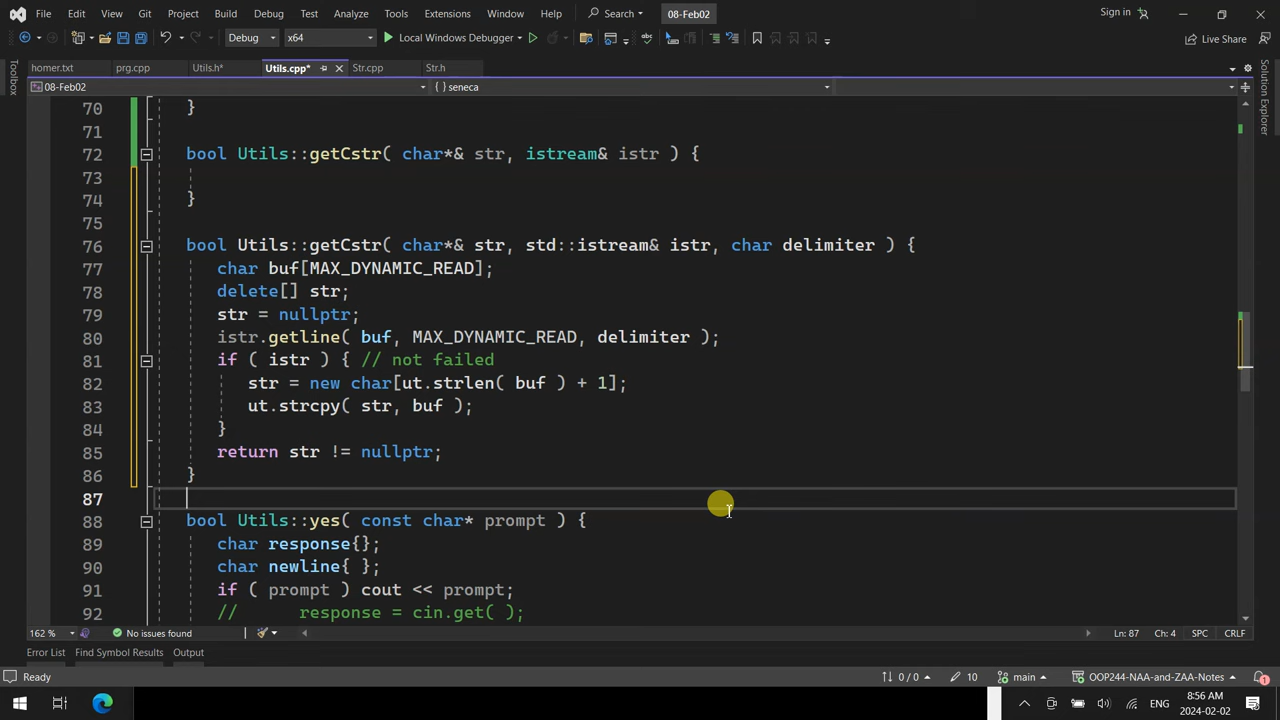 File Edit View Git Project Build Debug Test Analyze Tools Extensions Window Help Search 08-Feb02 Sign in
Debug x64 Local Windows Debugger Live Share
homer.txt prg.cpp Utils.h* Utils.cpp* Str.cpp Str.h
08-Feb02 { } seneca
Toolbox
Solution Explorer
70 }
71
72 bool Utils::getCstr( char*& str, istream& istr ) {
73
74 }
75
76 bool Utils::getCstr( char*& str, std::istream& istr, char delimiter ) {
77 char buf[MAX_DYNAMIC_READ];
78 delete[] str;
79 str = nullptr;
80 istr.getline( buf, MAX_DYNAMIC_READ, delimiter );
81 if ( istr ) { // not failed
82 str = new char[ut.strlen( buf ) + 1];
83 ut.strcpy( str, buf );
84 }
85 return str != nullptr;
86 }
87
88 bool Utils::yes( const char* prompt ) {
89 char response{};
90 char newline{ };
91 if ( prompt ) cout << prompt;
92 // response = cin.get( );
162 % No issues found Ln: 87 Ch: 4 SPC CRLF
Error List Find Symbol Results Output
Ready 0 / 0 10 main OOP244-NAA-and-ZAA-Notes 1
ENG 8:56 AM
2024-02-02